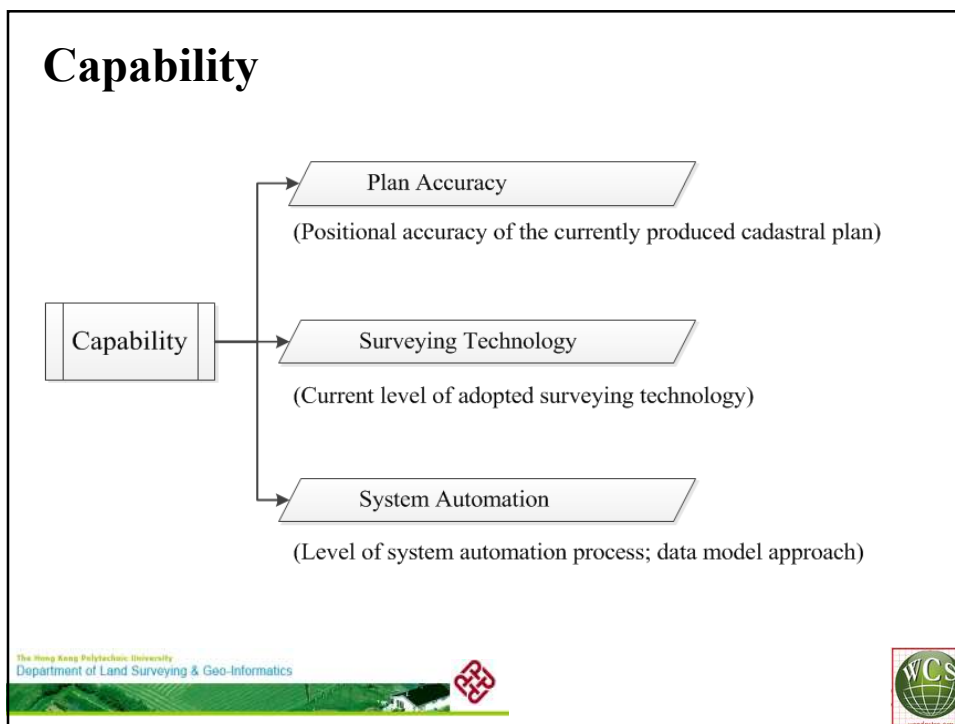 Capability
Plan Accuracy
(Positional accuracy of the currently produced cadastral plan)
Capability
Surveying Technology
(Current level of adopted surveying technology)
System Automation
(Level of system automation process; data model approach)
The Hong Kong Polytechnic University
Department of Land Surveying & Geo-Informatics
WCS